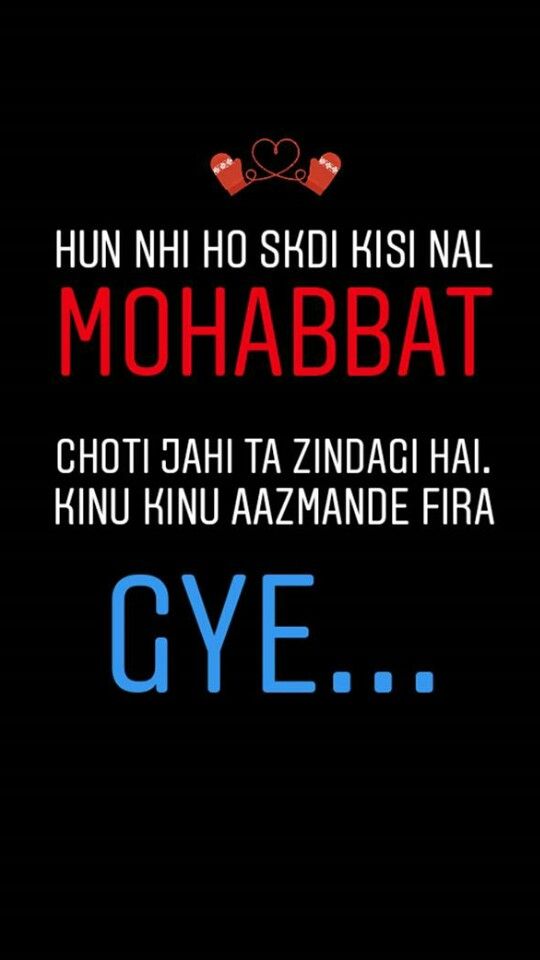 HUN NHI HO SKDI KISI NAL
MOHABBAT
CHOTI JAHI TA ZINDAGI HAI.
KINU KINU AAZMANDE FIRA
GYE...